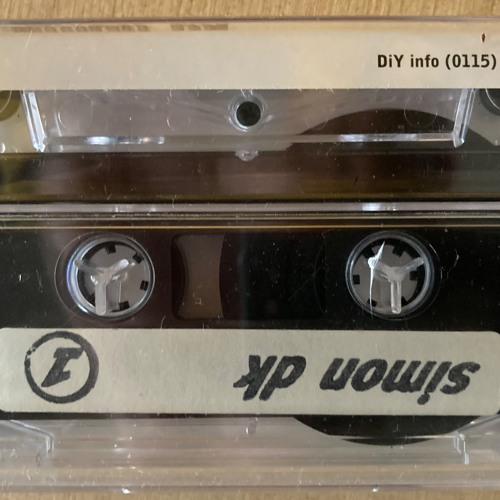 DiY info (0115)
simon dk 1